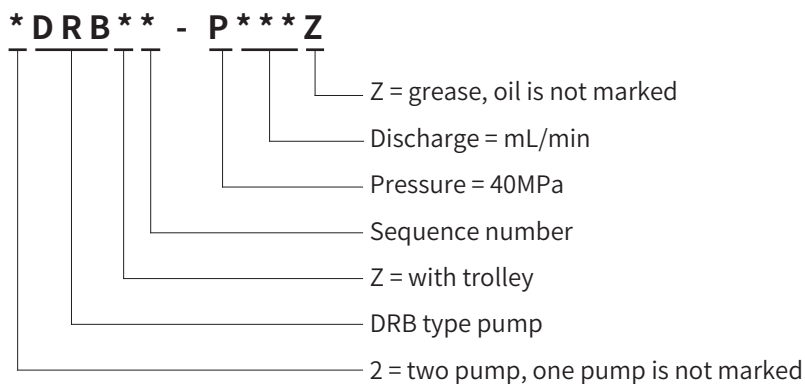 *DRB** - P***Z
Z = grease, oil is not marked
Discharge = mL/min
Pressure = 40MPa
Sequence number
Z = with trolley
DRB type pump
2 = two pump, one pump is not marked